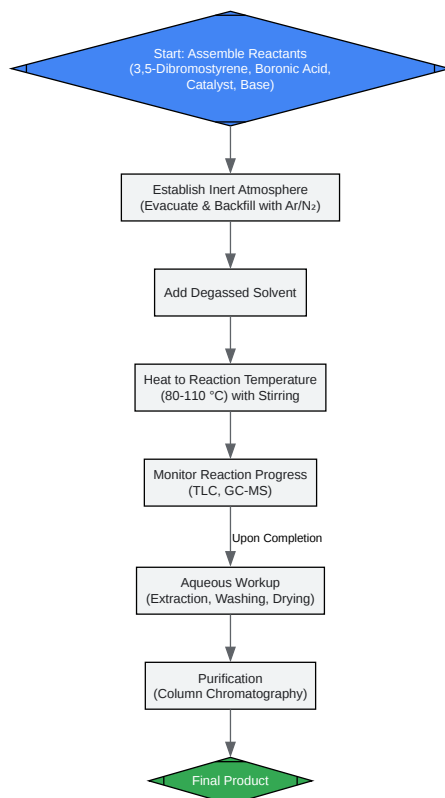 Start: Assemble Reactants
(3,5-Dibromostyrene, Boronic Acid,
Catalyst, Base)
Establish Inert Atmosphere
(Evacuate & Backfill with Ar/N₂)
Add Degassed Solvent
Heat to Reaction Temperature
(80-110 °C) with Stirring
Monitor Reaction Progress
(TLC, GC-MS)
Upon Completion
Aqueous Workup
(Extraction, Washing, Drying)
Purification
(Column Chromatography)
Final Product